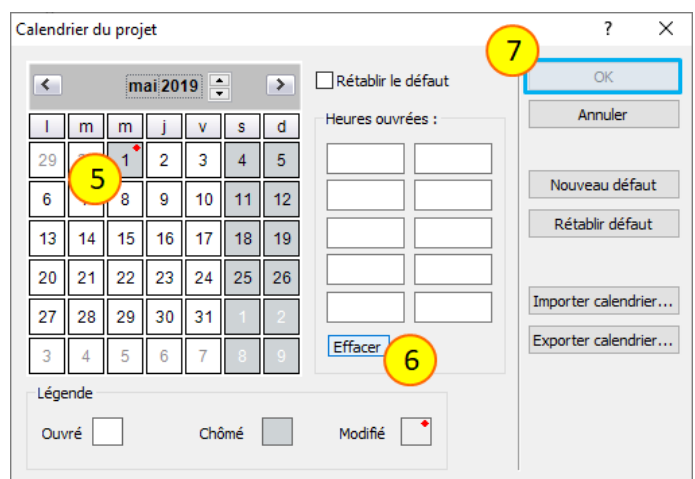 Calendrier du projet ? ×
7
< mai 2019 >
Rétablir le défaut
OK
Heures ouvrées :
Annuler
l m m j v s d
29 1 2 3 4 5
5
6 8 9 10 11 12
Nouveau défaut
13 14 15 16 17 18 19
Rétablir défaut
20 21 22 23 24 25 26
27 28 29 30 31 1 2
Importer calendrier...
3 4 5 6 7 8 9
Effacer
6
Exporter calendrier...
Légende
Ouvré Chômé Modifié